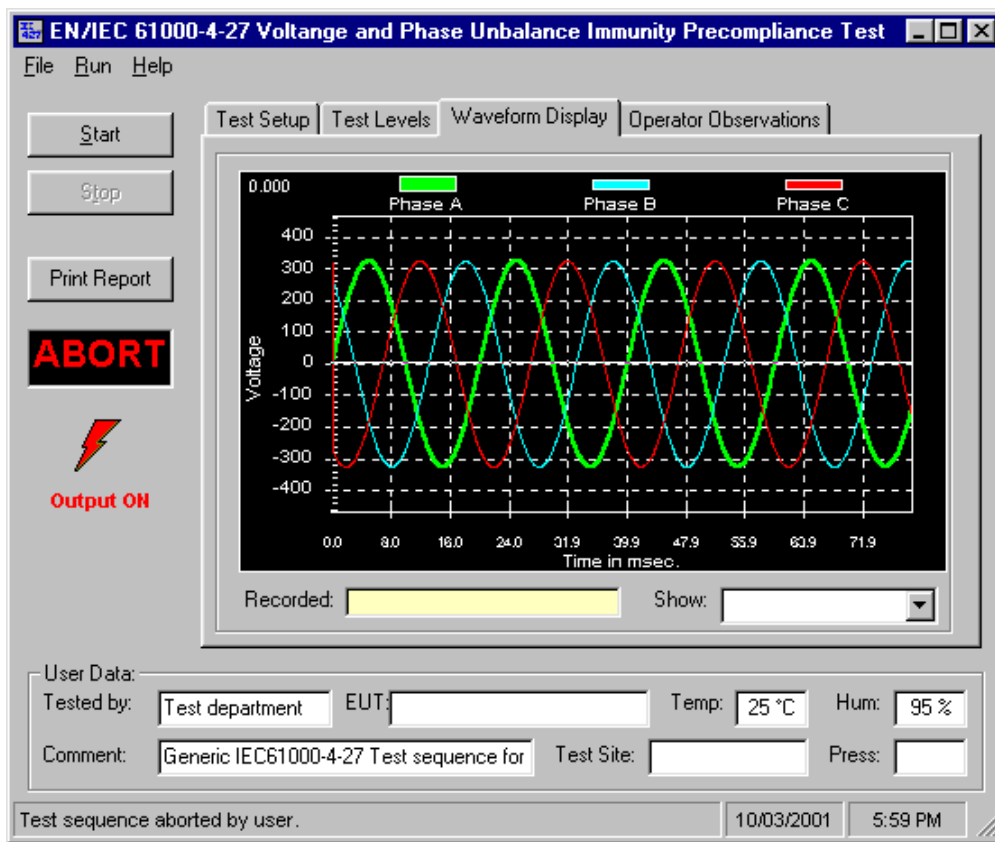 EN/IEC 61000-4-27 Voltange and Phase Unbalance Immunity Precompliance Test
File Run Help
Start
Stop
Print Report
ABORT
Output ON
Test Setup Test Levels Waveform Display Operator Observations
0.000
Phase A Phase B Phase C
400
300
200
100
0
-100
-200
-300
-400
Voltage
0.0 8.0 16.0 24.0 31.9 39.9 47.9 55.9 63.9 71.9
Time in msec.
Recorded: Show:
User Data:
Tested by: Test department EUT: Temp: 25 °C Hum: 95 %
Comment: Generic IEC61000-4-27 Test sequence for Test Site: Press:
Test sequence aborted by user. 10/03/2001 5:59 PM